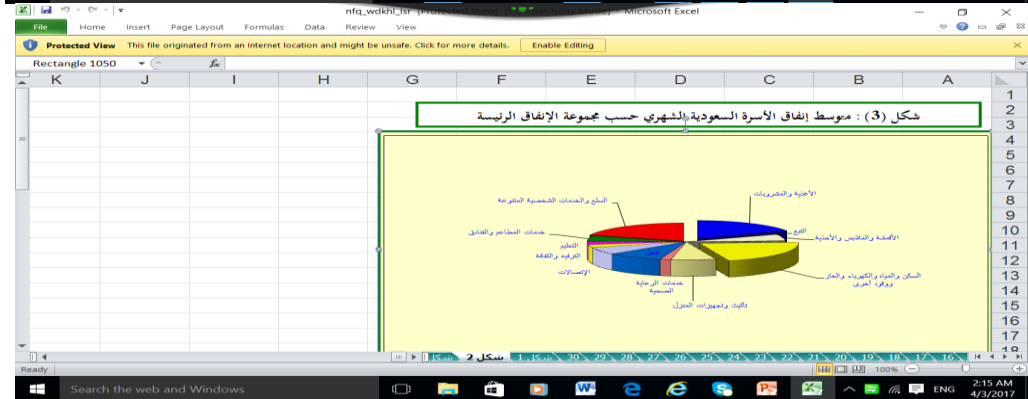 nfq_wdkhl_lsr (Protected View) Microsoft Excel
File Home Insert Page Layout Formulas Data Review View
Protected View This file originated from an Internet location and might be unsafe. Click for more details. Enable Editing
Rectangle 1050 fx
K J I H G F E D C B A
1
2
3
4
5
6
7
8
9
10
11
12
13
14
15
16
17
18
شكل (3) : متوسط إنفاق الأسرة السعودية الشهري حسب مجموعة الإنفاق الرئيسة
الأغذية والمشروبات
السلع والخدمات الشخصية المتنوعة
التبغ
الأقمشة والملابس والأحذية
خدمات المطاعم والفنادق
التعليم
الترفيه والثقافة
النقل
الإتصالات
السكن والمياه والكهرباء والغاز
ووقود أخرى
خدمات الرعاية
الصحية
تأثيث وتجهيزات المنزل
شكل 2 شكل 1 30 29 28 27 26 25 24 23 22 21 20 19 18 17 16
Ready 100%
Search the web and Windows
ENG 2:15 AM
4/3/2017